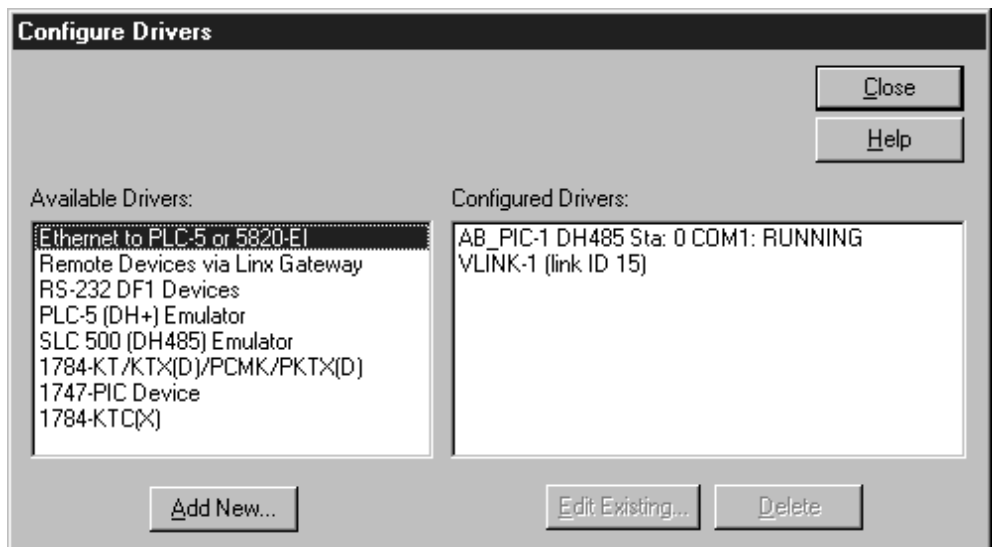 Configure Drivers
Close
Help
Available Drivers:
Ethernet to PLC-5 or 5820-EI
Remote Devices via Linx Gateway
RS-232 DF1 Devices
PLC-5 (DH+) Emulator
SLC 500 (DH485) Emulator
1784-KT/KTX(D)/PCMK/PKTX(D)
1747-PIC Device
1784-KTC(X)
Configured Drivers:
AB_PIC-1 DH485 Sta: 0 COM1: RUNNING
VLINK-1 (link ID 15)
Add New...
Edit Existing...
Delete